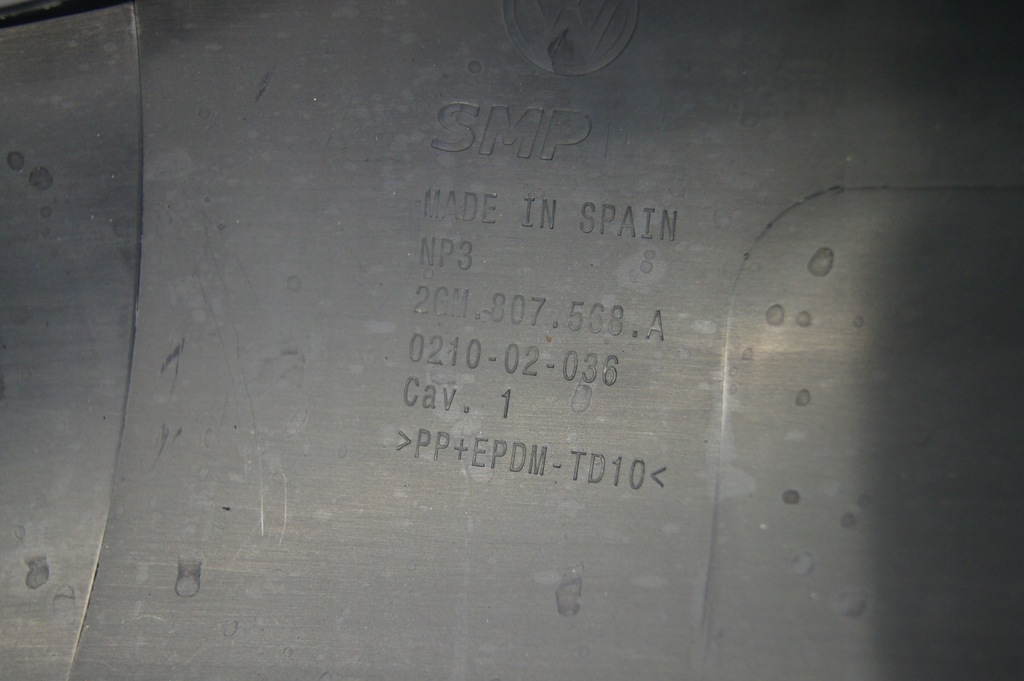 SMP
MADE IN SPAIN
NP3
2GM.807.568.A
0210-02-036
Cav. 1
>PP+EPDM-TD10<